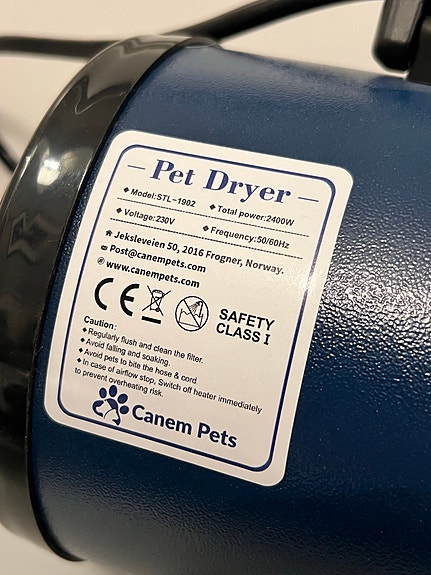 Pet Dryer
Model:STL-1902 Total power:2400W
Voltage:230V Frequency:50/60Hz
Jeksleveien 50, 2016 Frogner, Norway.
Post@canempets.com
www.canempets.com
CE SAFETY
CLASS I
Caution:
Regularly flush and clean the filter.
Avoid falling and soaking.
Avoid pets to bite the hose & cord.
In case of airflow stop, Switch off heater immediately
to prevent overheating risk.
Canem Pets